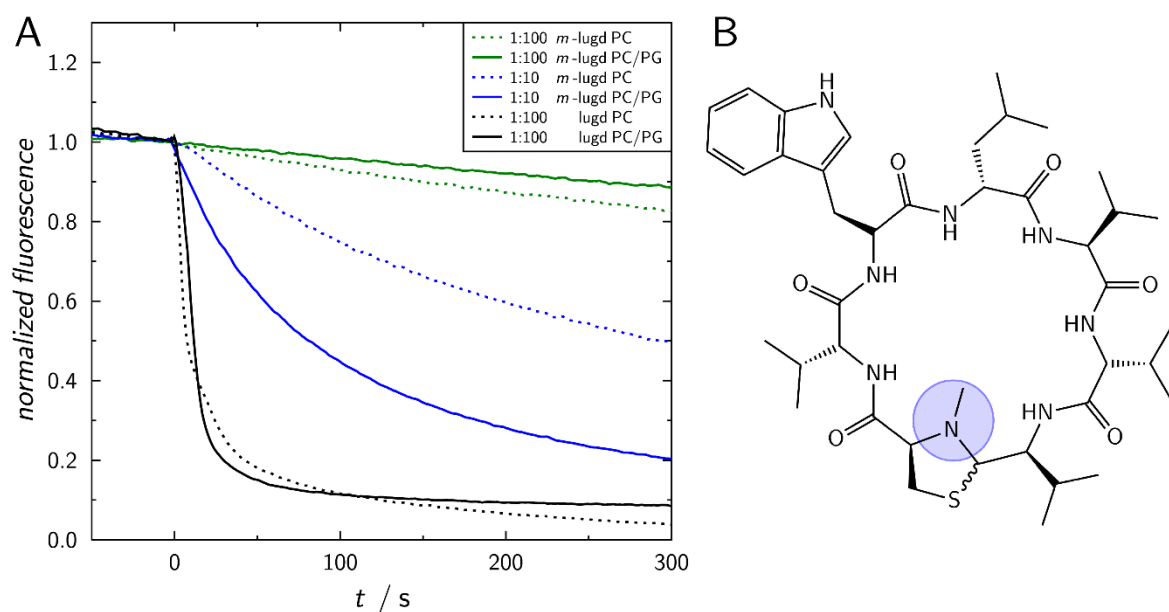 A
normalized fluorescence
1.2
1.0
0.8
0.6
0.4
0.2
0.0
0
100
200
300
t / s
1:100 m-lugd PC
1:100 m-lugd PC/PG
1:10 m-lugd PC
1:10 m-lugd PC/PG
1:100 lugd PC
1:100 lugd PC/PG
B
H
N
O
N
H
O
HN
O
NH
O
NH
NH
O
N
HN
O
S